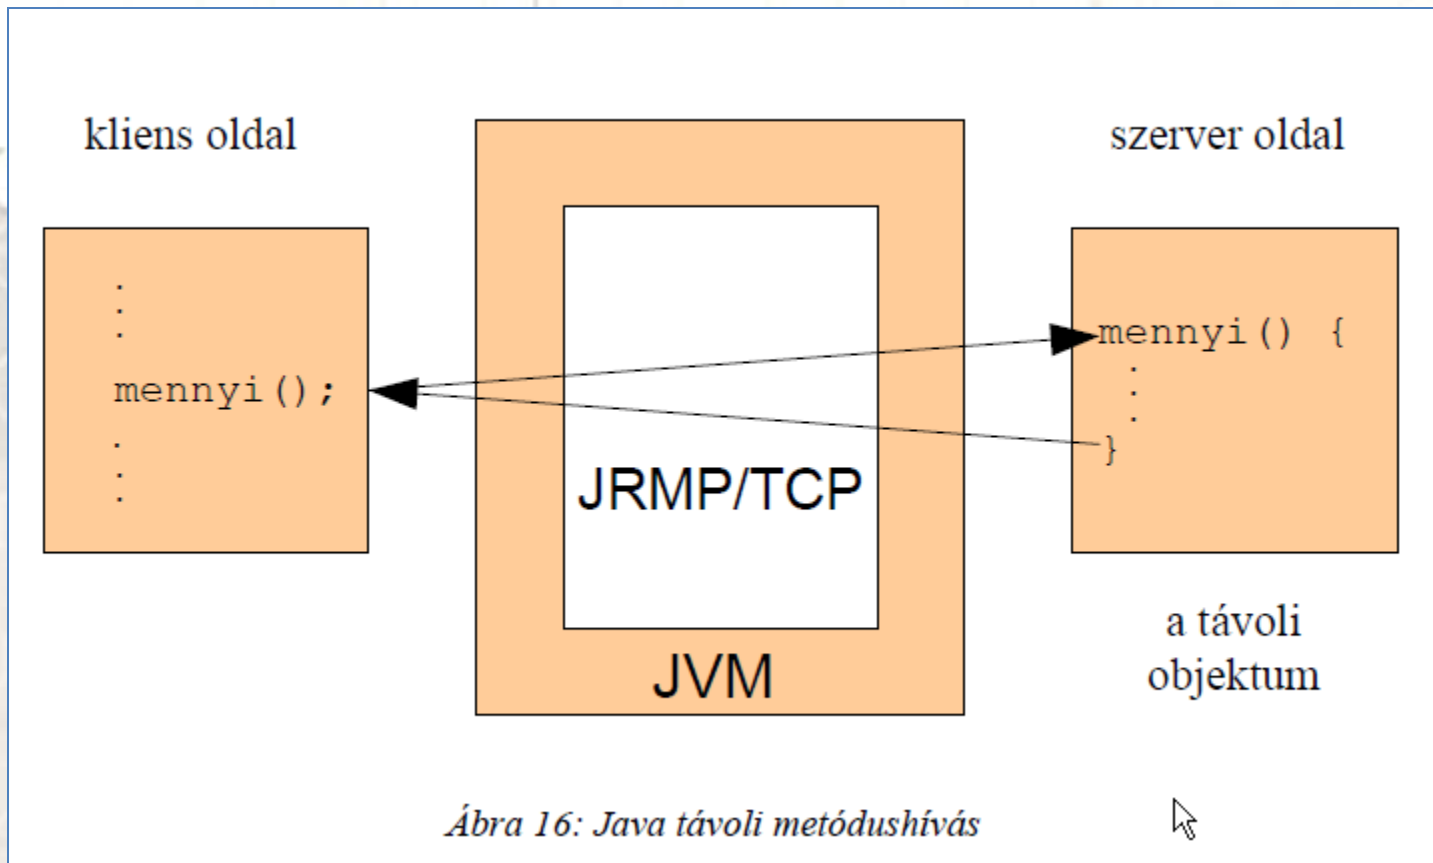 kliens oldal
szerver oldal
.
.
.
mennyi();
.
.
.
mennyi() {
.
.
.
}
JRMP/TCP
JVM
a távoli
objektum
Ábra 16: Java távoli metódushívás